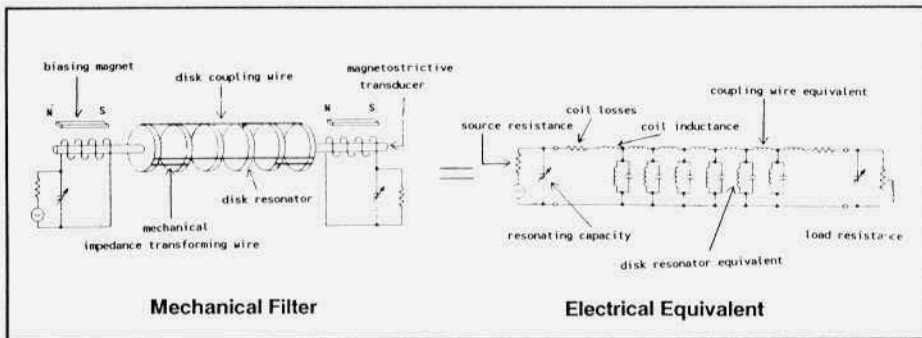 biasing magnet
disk coupling wire
magnetostrictive
transducer
N S
N S
disk resonator
mechanical
impedance transforming wire
Mechanical Filter
coupling wire equivalent
coil losses
source resistance
coil inductance
resonating capacity
load resistance
disk resonator equivalent
Electrical Equivalent